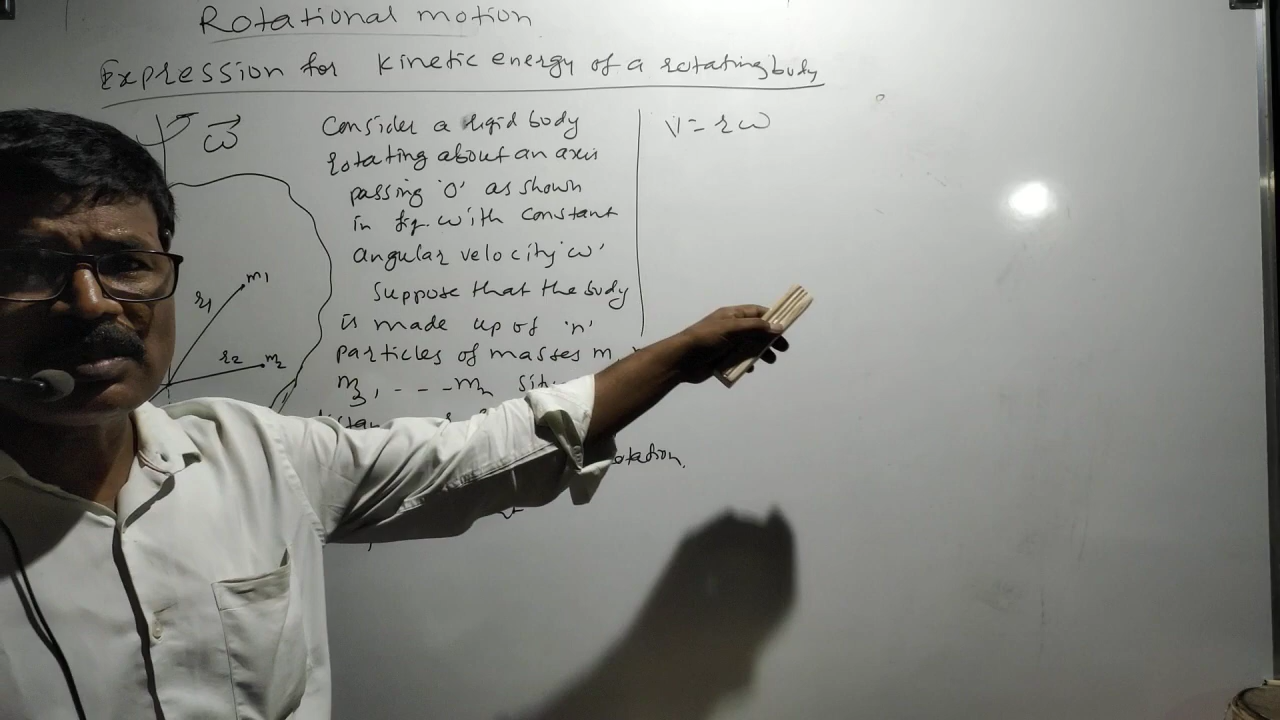 Rotational motion
Expression for kinetic energy of a rotating body
ω
Consider a rigid body
rotating about an axis
passing 'O' as shown
in fig. with constant
angular velocity 'ω'
Suppose that the body
is made up of 'n'
particles of masses m,
m3, - - - mn
otation.
r1 m1
r2 m2
V = rω